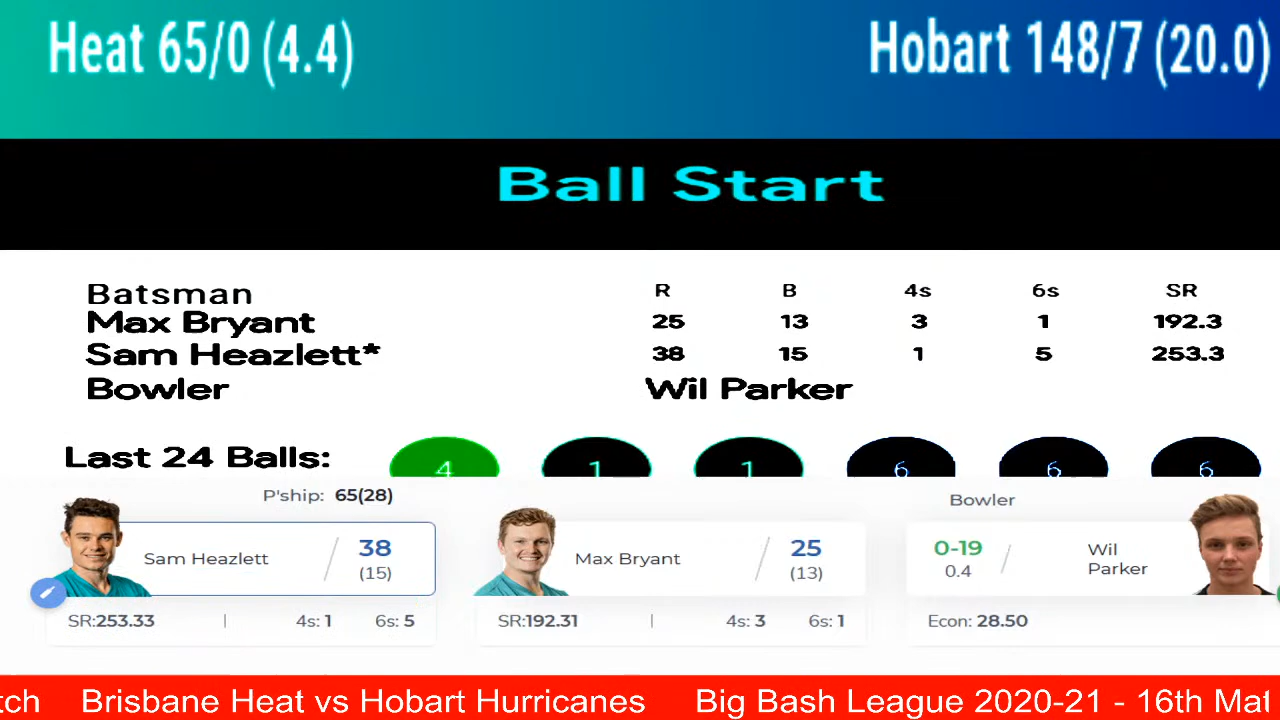 Heat 65/0 (4.4) Hobart 148/7 (20.0)
Ball Start
Batsman R B 4s 6s SR
Max Bryant 25 13 3 1 192.3
Sam Heazlett* 38 15 1 5 253.3
Bowler Wil Parker
Last 24 Balls: 4 1 1 6 6 6
P'ship: 65(28) Bowler
Sam Heazlett / 38 (15)
Max Bryant / 25 (13)
0-19 0.4 / Wil Parker
SR:253.33 | 4s: 1 6s: 5
SR:192.31 | 4s: 3 6s: 1
Econ: 28.50
tch Brisbane Heat vs Hobart Hurricanes Big Bash League 2020-21 - 16th Mat